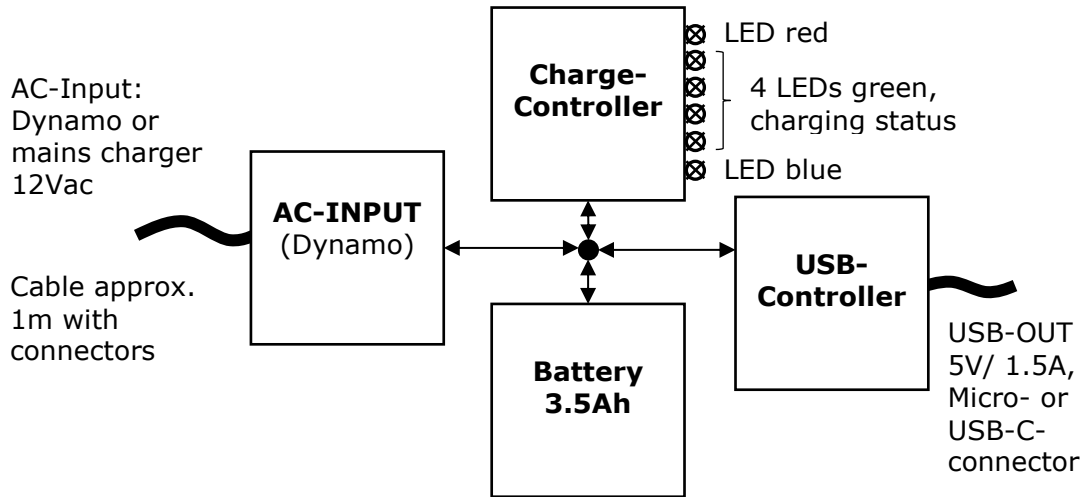 AC-Input:
Dynamo or
mains charger
12Vac
Cable approx.
1m with
connectors
AC-INPUT
(Dynamo)
Charge-
Controller
LED red
4 LEDs green,
charging status
LED blue
Battery
3.5Ah
USB-
Controller
USB-OUT
5V/ 1.5A,
Micro- or
USB-C-
connector